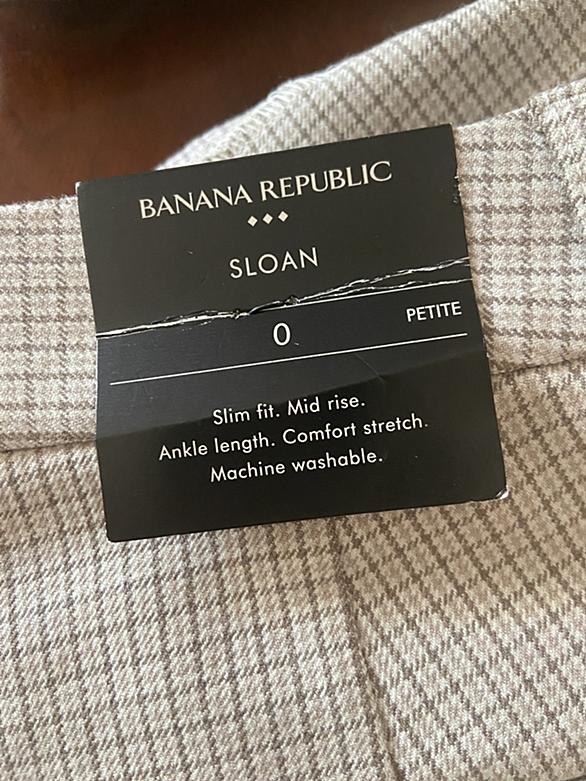 BANANA REPUBLIC
SLOAN
0 PETITE
Slim fit. Mid rise.
Ankle length. Comfort stretch.
Machine washable.